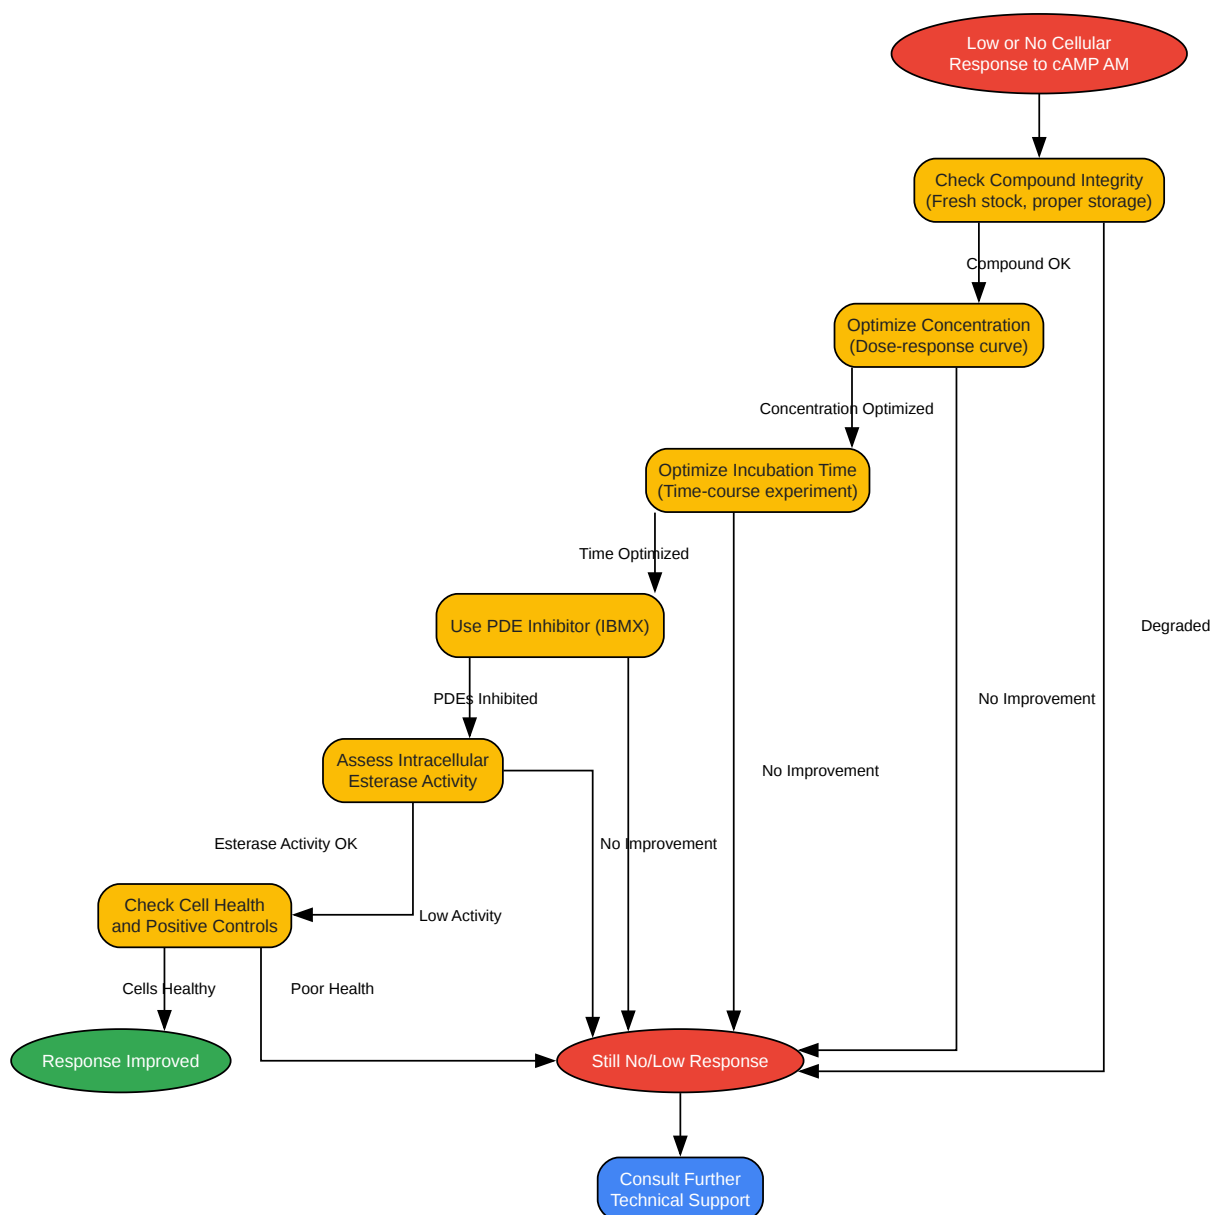 Low or No Cellular
Response to cAMP AM
Check Compound Integrity
(Fresh stock, proper storage)
Compound OK
Optimize Concentration
(Dose-response curve)
Concentration Optimized
Optimize Incubation Time
(Time-course experiment)
Time Optimized
Use PDE Inhibitor (IBMX)
Degraded
PDEs Inhibited
No Improvement
Assess Intracellular
Esterase Activity
No Improvement
Esterase Activity OK
No Improvement
Check Cell Health
and Positive Controls
Low Activity
Cells Healthy
Poor Health
Response Improved
Still No/Low Response
Consult Further
Technical Support